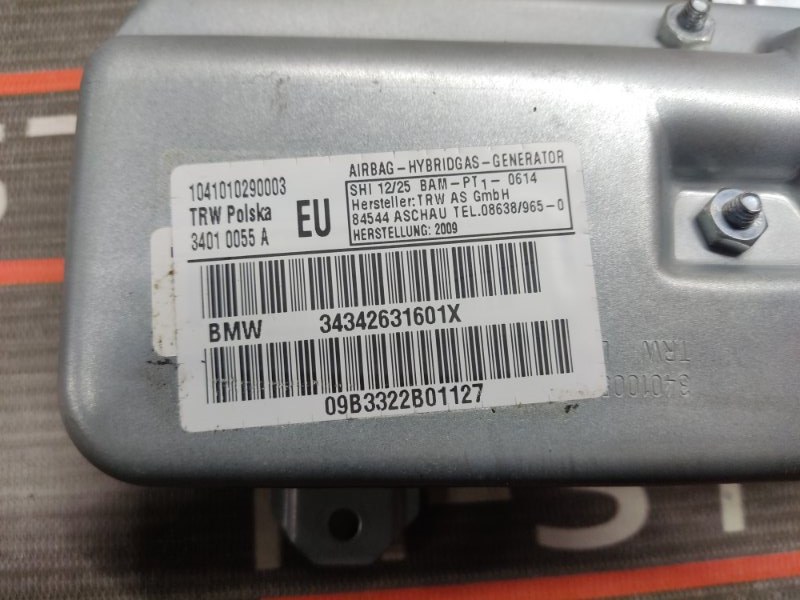 1041010290003
TRW Polska
3401 0055 A
EU
AIRBAG-HYBRIDGAS-GENERATOR
SHI 12/25 BAM-PT1- 0614
Hersteller:TRW AS GmbH
84544 ASCHAU TEL.08638/965-0
HERSTELLUNG: 2009
BMW 34342631601X
09B3322B01127
TRW